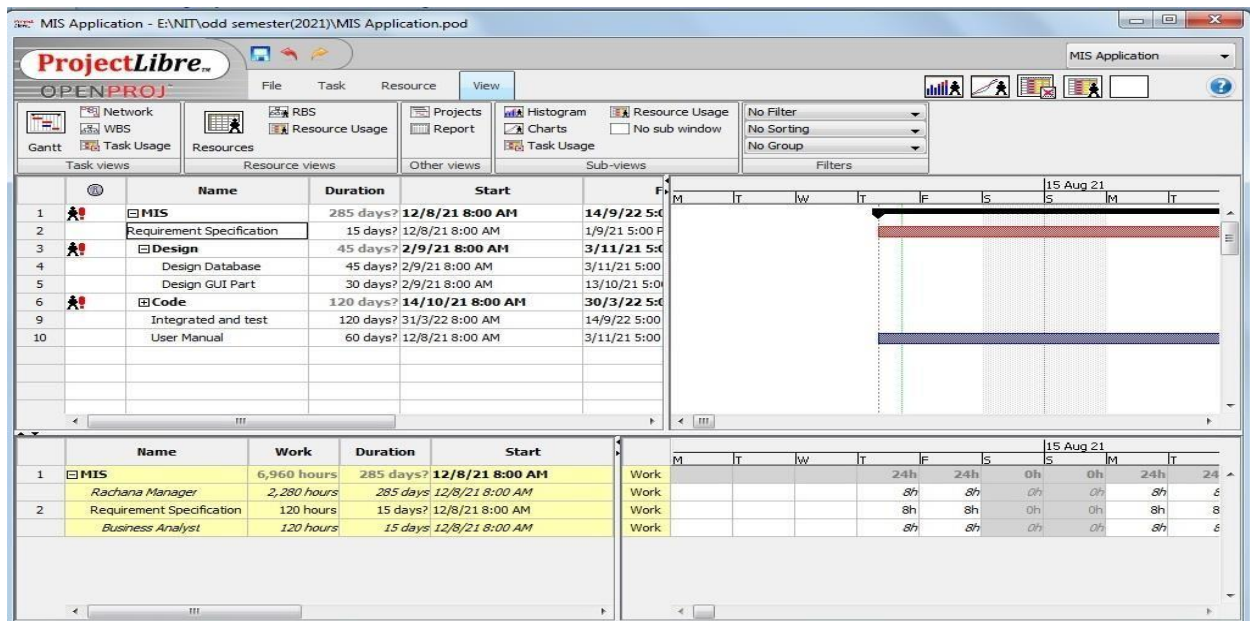 MIS Application - E:\NIT\odd semester(2021)\MIS Application.pod
ProjectLibre™
OPENPROJ
MIS Application
File Task Resource View
Gantt
Network
WBS
Task Usage
Task views
Resources
RBS
Resource Usage
Resource views
Projects
Report
Other views
Histogram
Charts
Task Usage
Resource Usage
No sub window
Sub-views
No Filter
No Sorting
No Group
Filters
Name Duration Start F
15 Aug 21
M T W T F S S M T
1 MIS 285 days? 12/8/21 8:00 AM 14/9/22 5:0
2 Requirement Specification 15 days? 12/8/21 8:00 AM 1/9/21 5:00 P
3 Design 45 days? 2/9/21 8:00 AM 3/11/21 5:0
4 Design Database 45 days? 2/9/21 8:00 AM 3/11/21 5:00
5 Design GUI Part 30 days? 2/9/21 8:00 AM 13/10/21 5:0
6 Code 120 days? 14/10/21 8:00 AM 30/3/22 5:0
9 Integrated and test 120 days? 31/3/22 8:00 AM 14/9/22 5:00
10 User Manual 60 days? 12/8/21 8:00 AM 3/11/21 5:00
Name Work Duration Start
15 Aug 21
M T W T F S S M T
1 MIS 6,960 hours 285 days? 12/8/21 8:00 AM Work 24h 24h 0h 0h 24h 24
Rachana Manager 2,280 hours 285 days 12/8/21 8:00 AM Work 8h 8h 0h 0h 8h 8
2 Requirement Specification 120 hours 15 days? 12/8/21 8:00 AM Work 8h 8h 0h 0h 8h 8
Business Analyst 120 hours 15 days 12/8/21 8:00 AM Work 8h 8h 0h 0h 8h 8